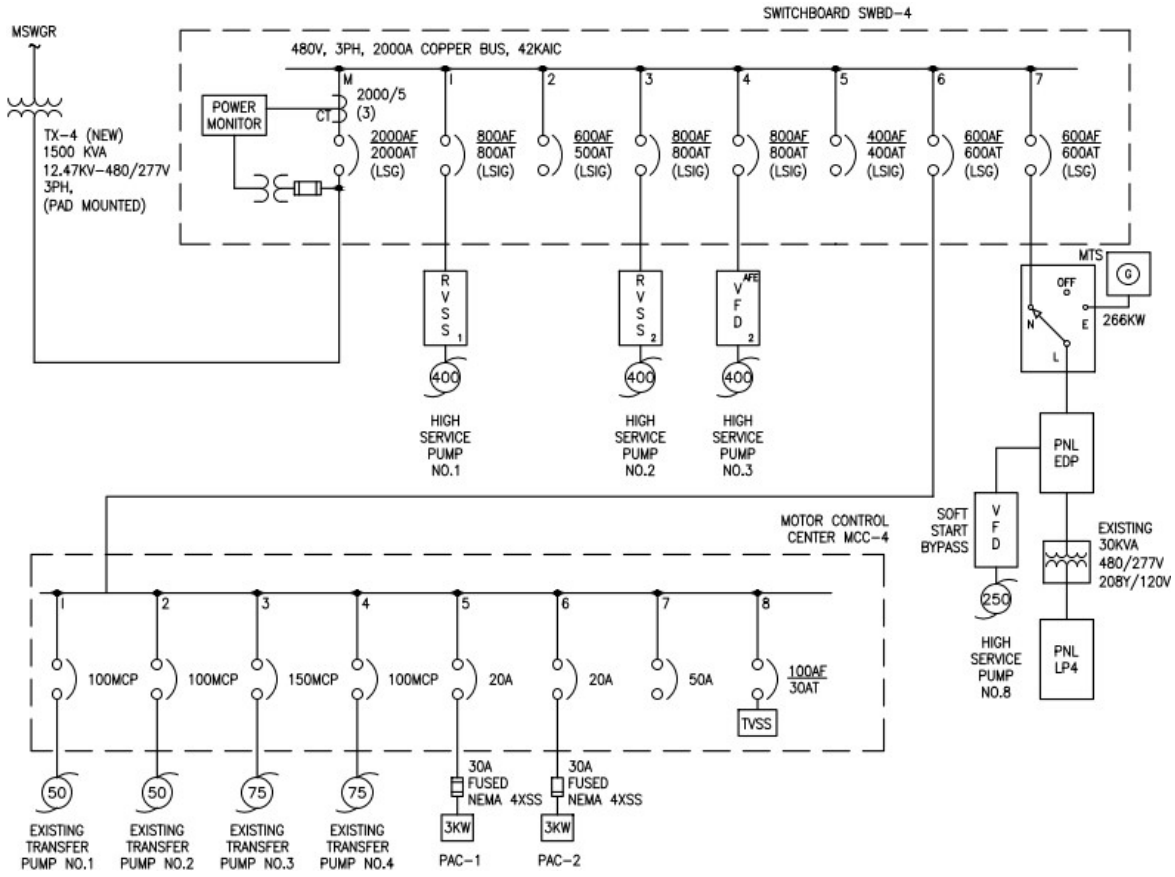 SWITCHBOARD SWBD-4
MSWGR
480V, 3PH, 2000A COPPER BUS, 42KAIC
M
1
2
3
4
5
6
7
2000/5
(3)
CT
POWER
MONITOR
TX-4 (NEW)
1500 KVA
12.47KV-480/277V
3PH,
(PAD MOUNTED)
2000AF
2000AT
(LSG)
800AF
800AT
(LSIG)
600AF
500AT
(LSG)
800AF
800AT
(LSIG)
800AF
800AT
(LSIG)
400AF
400AT
(LSIG)
600AF
600AT
(LSG)
600AF
600AT
(LSG)
RVSS
1
400
HIGH
SERVICE
PUMP
NO.1
RVSS
2
400
HIGH
SERVICE
PUMP
NO.2
AFE
VFD
2
400
HIGH
SERVICE
PUMP
NO.3
MTS
G
OFF
N
E
L
266KW
PNL
EDP
SOFT
START
BYPASS
VFD
250
HIGH
SERVICE
PUMP
NO.8
EXISTING
30KVA
480/277V
208Y/120V
PNL
LP4
MOTOR CONTROL
CENTER MCC-4
1
2
3
4
5
6
7
8
100MCP
100MCP
150MCP
100MCP
20A
20A
50A
100AF
30AT
TVSS
50
EXISTING
TRANSFER
PUMP NO.1
50
EXISTING
TRANSFER
PUMP NO.2
75
EXISTING
TRANSFER
PUMP NO.3
75
EXISTING
TRANSFER
PUMP NO.4
30A
FUSED
NEMA 4XSS
3KW
PAC-1
30A
FUSED
NEMA 4XSS
3KW
PAC-2